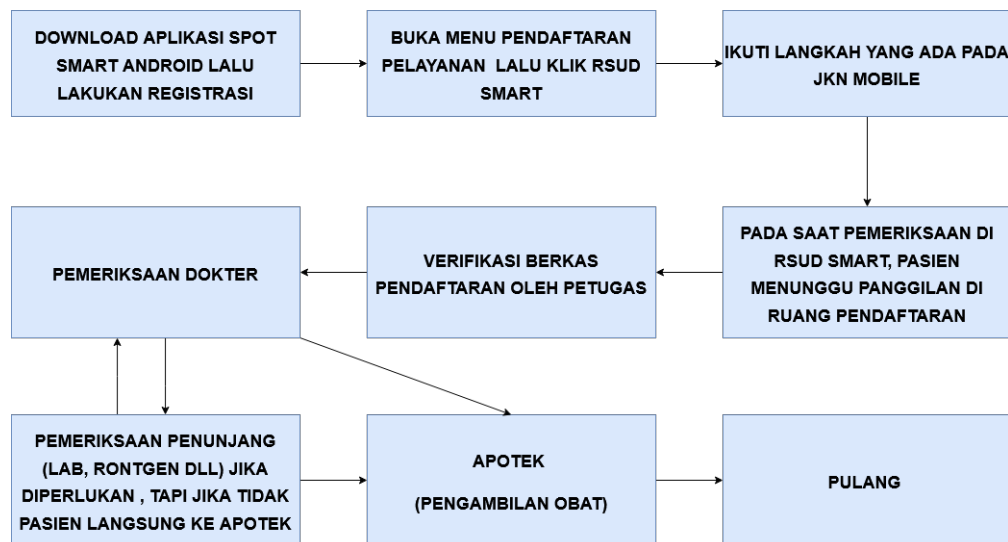 DOWNLOAD APLIKASI SPOT
SMART ANDROID LALU
LAKUKAN REGISTRASI
BUKA MENU PENDAFTARAN
PELAYANAN LALU KLIK RSUD
SMART
IKUTI LANGKAH YANG ADA PADA
JKN MOBILE
PEMERIKSAAN DOKTER
VERIFIKASI BERKAS
PENDAFTARAN OLEH PETUGAS
PADA SAAT PEMERIKSAAN DI
RSUD SMART, PASIEN
MENUNGGU PANGGILAN DI
RUANG PENDAFTARAN
PEMERIKSAAN PENUNJANG
(LAB, RONTGEN DLL) JIKA
DIPERLUKAN , TAPI JIKA TIDAK
PASIEN LANGSUNG KE APOTEK
APOTEK
(PENGAMBILAN OBAT)
PULANG